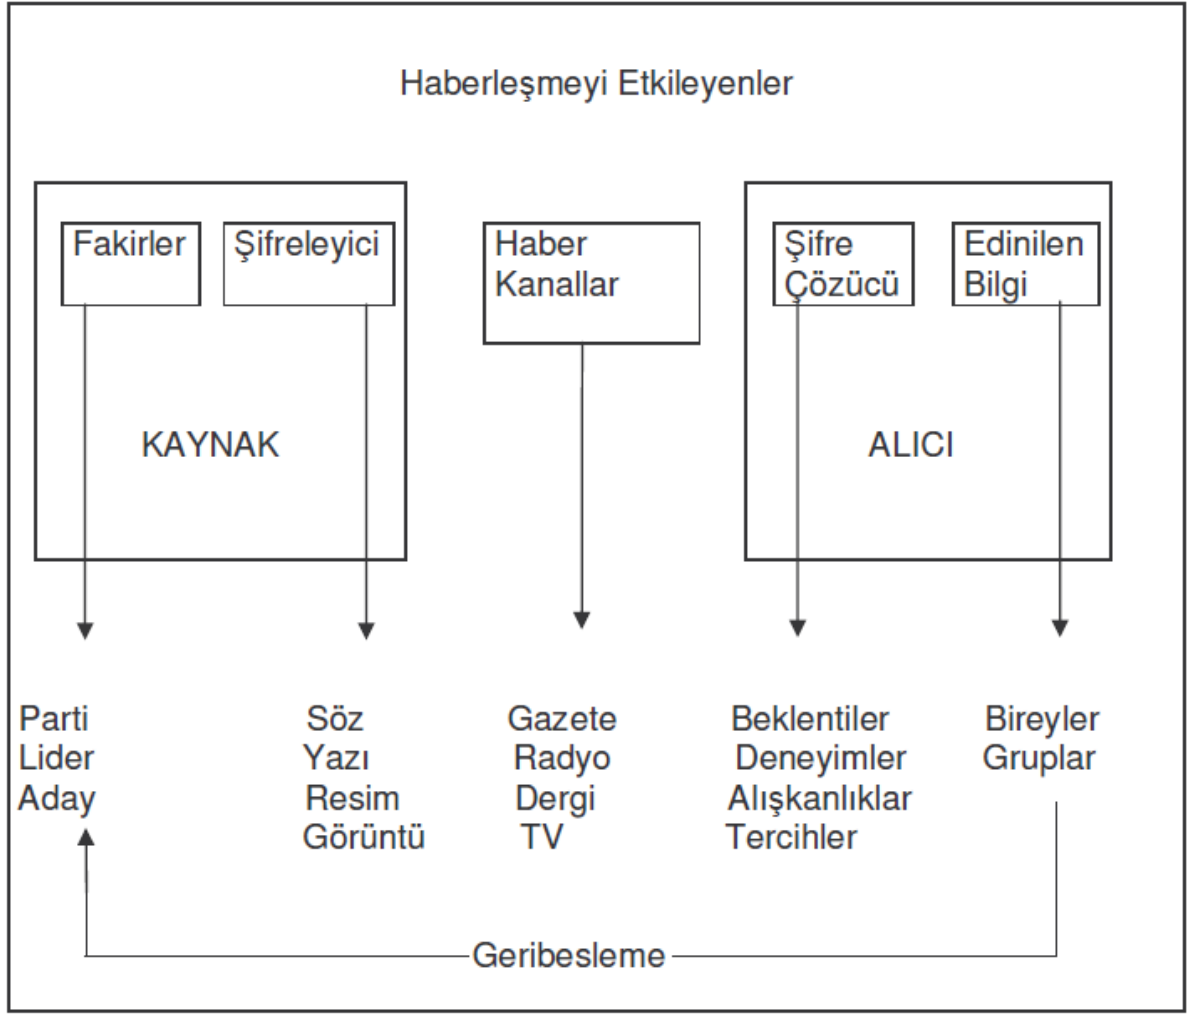 Haberleşmeyi Etkileyenler
Fakirler
Şifreleyici
Haber
Kanallar
Şifre
Çözücü
Edinilen
Bilgi
KAYNAK
ALICI
Parti
Lider
Aday
Söz
Yazı
Resim
Görüntü
Gazete
Radyo
Dergi
TV
Beklentiler
Deneyimler
Alışkanlıklar
Tercihler
Bireyler
Gruplar
Geribesleme